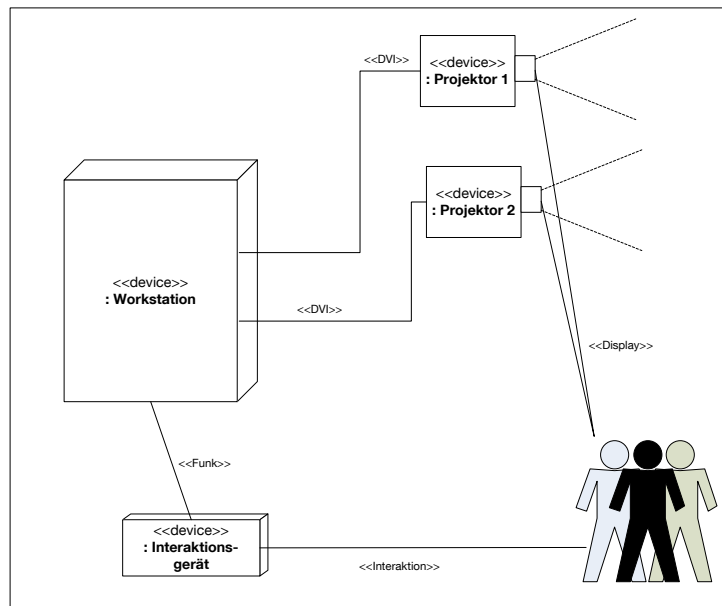 <<DVI>>
<<device>>
: Projektor 1
<<device>>
: Projektor 2
<<device>>
: Workstation
<<DVI>>
<<Display>>
<<Funk>>
<<device>>
: Interaktions-
gerät
<<Interaktion>>